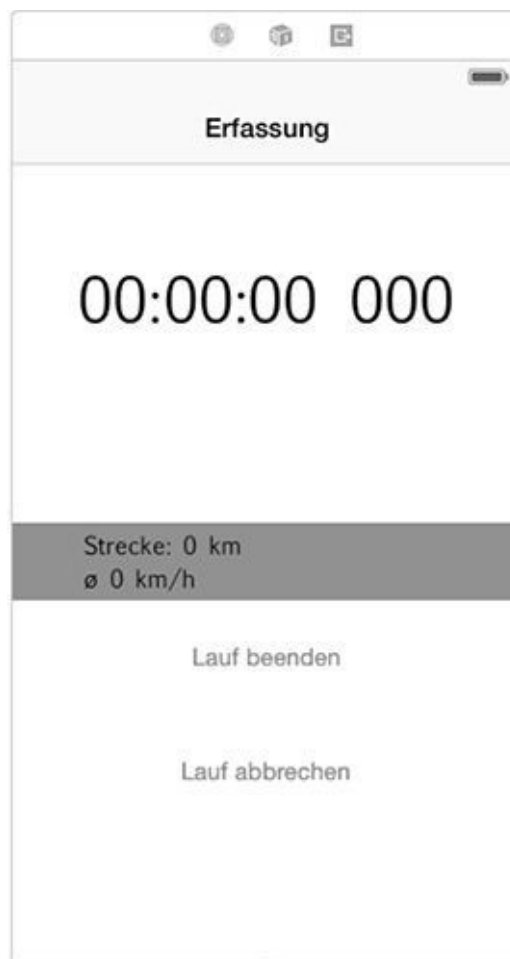 Erfassung
00:00:00 000
Strecke: 0 km
ø 0 km/h
Lauf beenden
Lauf abbrechen